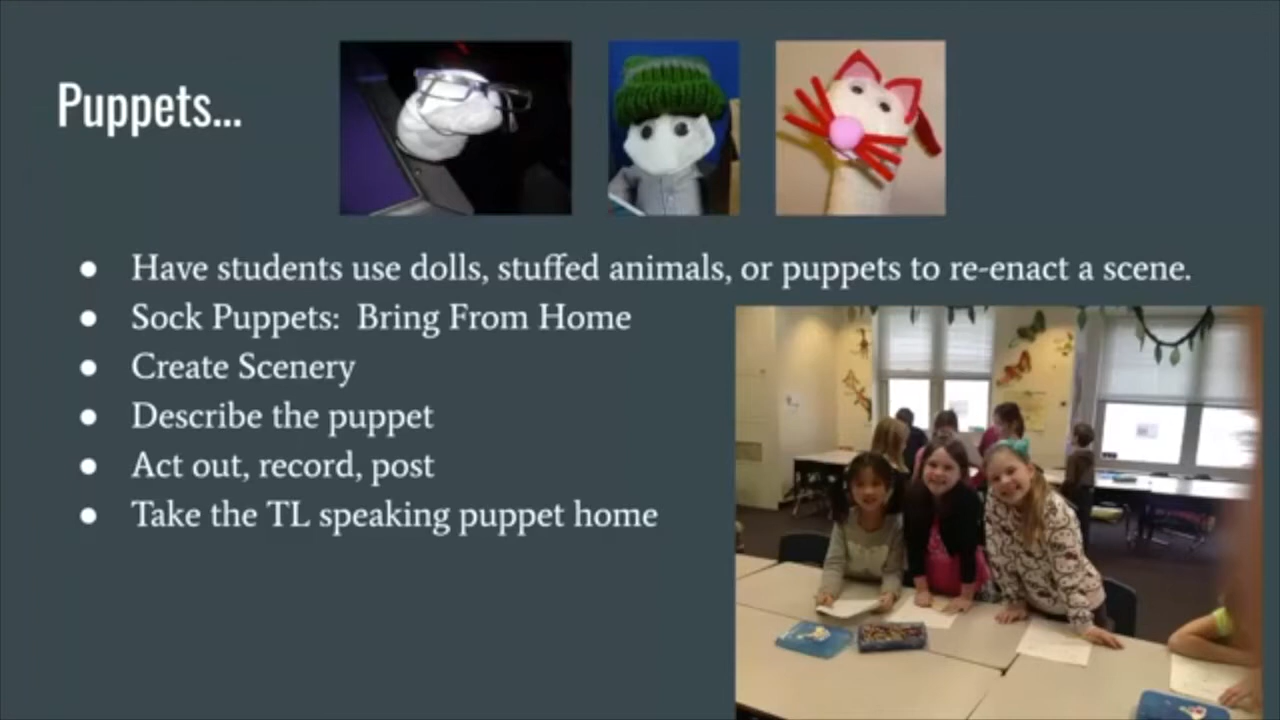 Puppets...
● Have students use dolls, stuffed animals, or puppets to re-enact a scene.
● Sock Puppets: Bring From Home
● Create Scenery
● Describe the puppet
● Act out, record, post
● Take the TL speaking puppet home